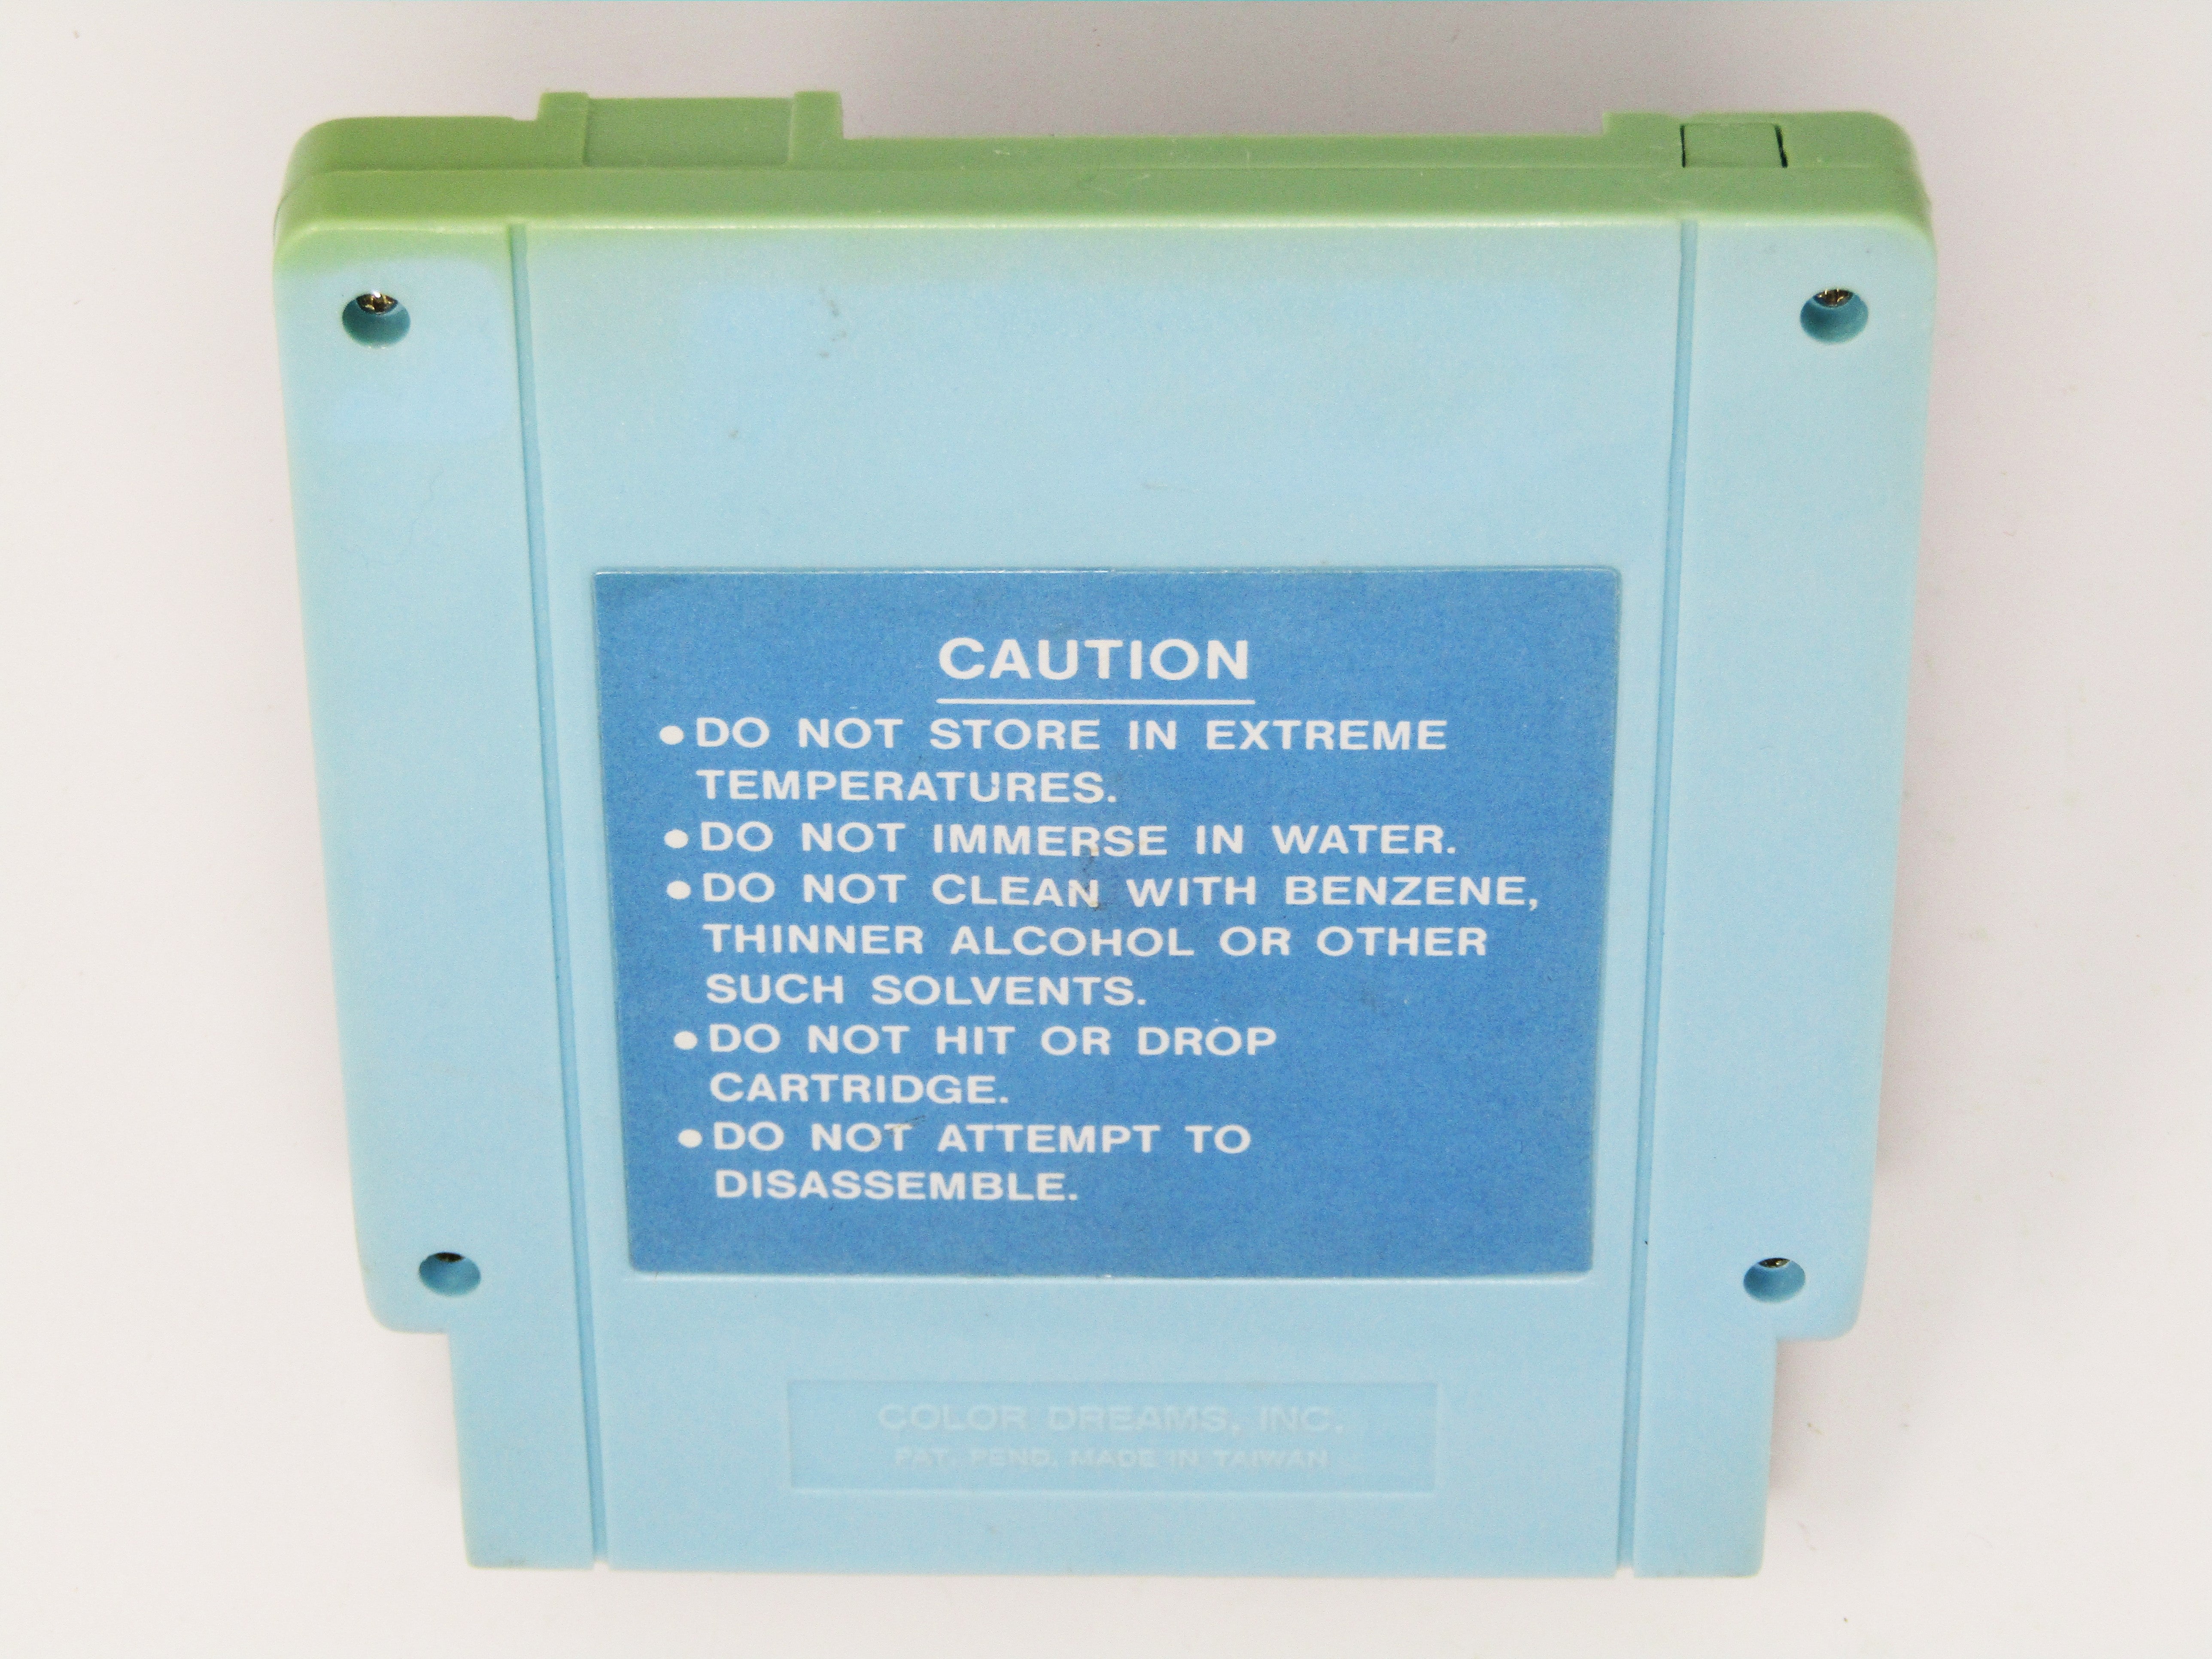 CAUTION
●DO NOT STORE IN EXTREME
TEMPERATURES.
●DO NOT IMMERSE IN WATER.
●DO NOT CLEAN WITH BENZENE,
THINNER ALCOHOL OR OTHER
SUCH SOLVENTS.
●DO NOT HIT OR DROP
CARTRIDGE.
●DO NOT ATTEMPT TO
DISASSEMBLE.
COLOR DREAMS, INC.
PAT. PEND. MADE IN TAIWAN